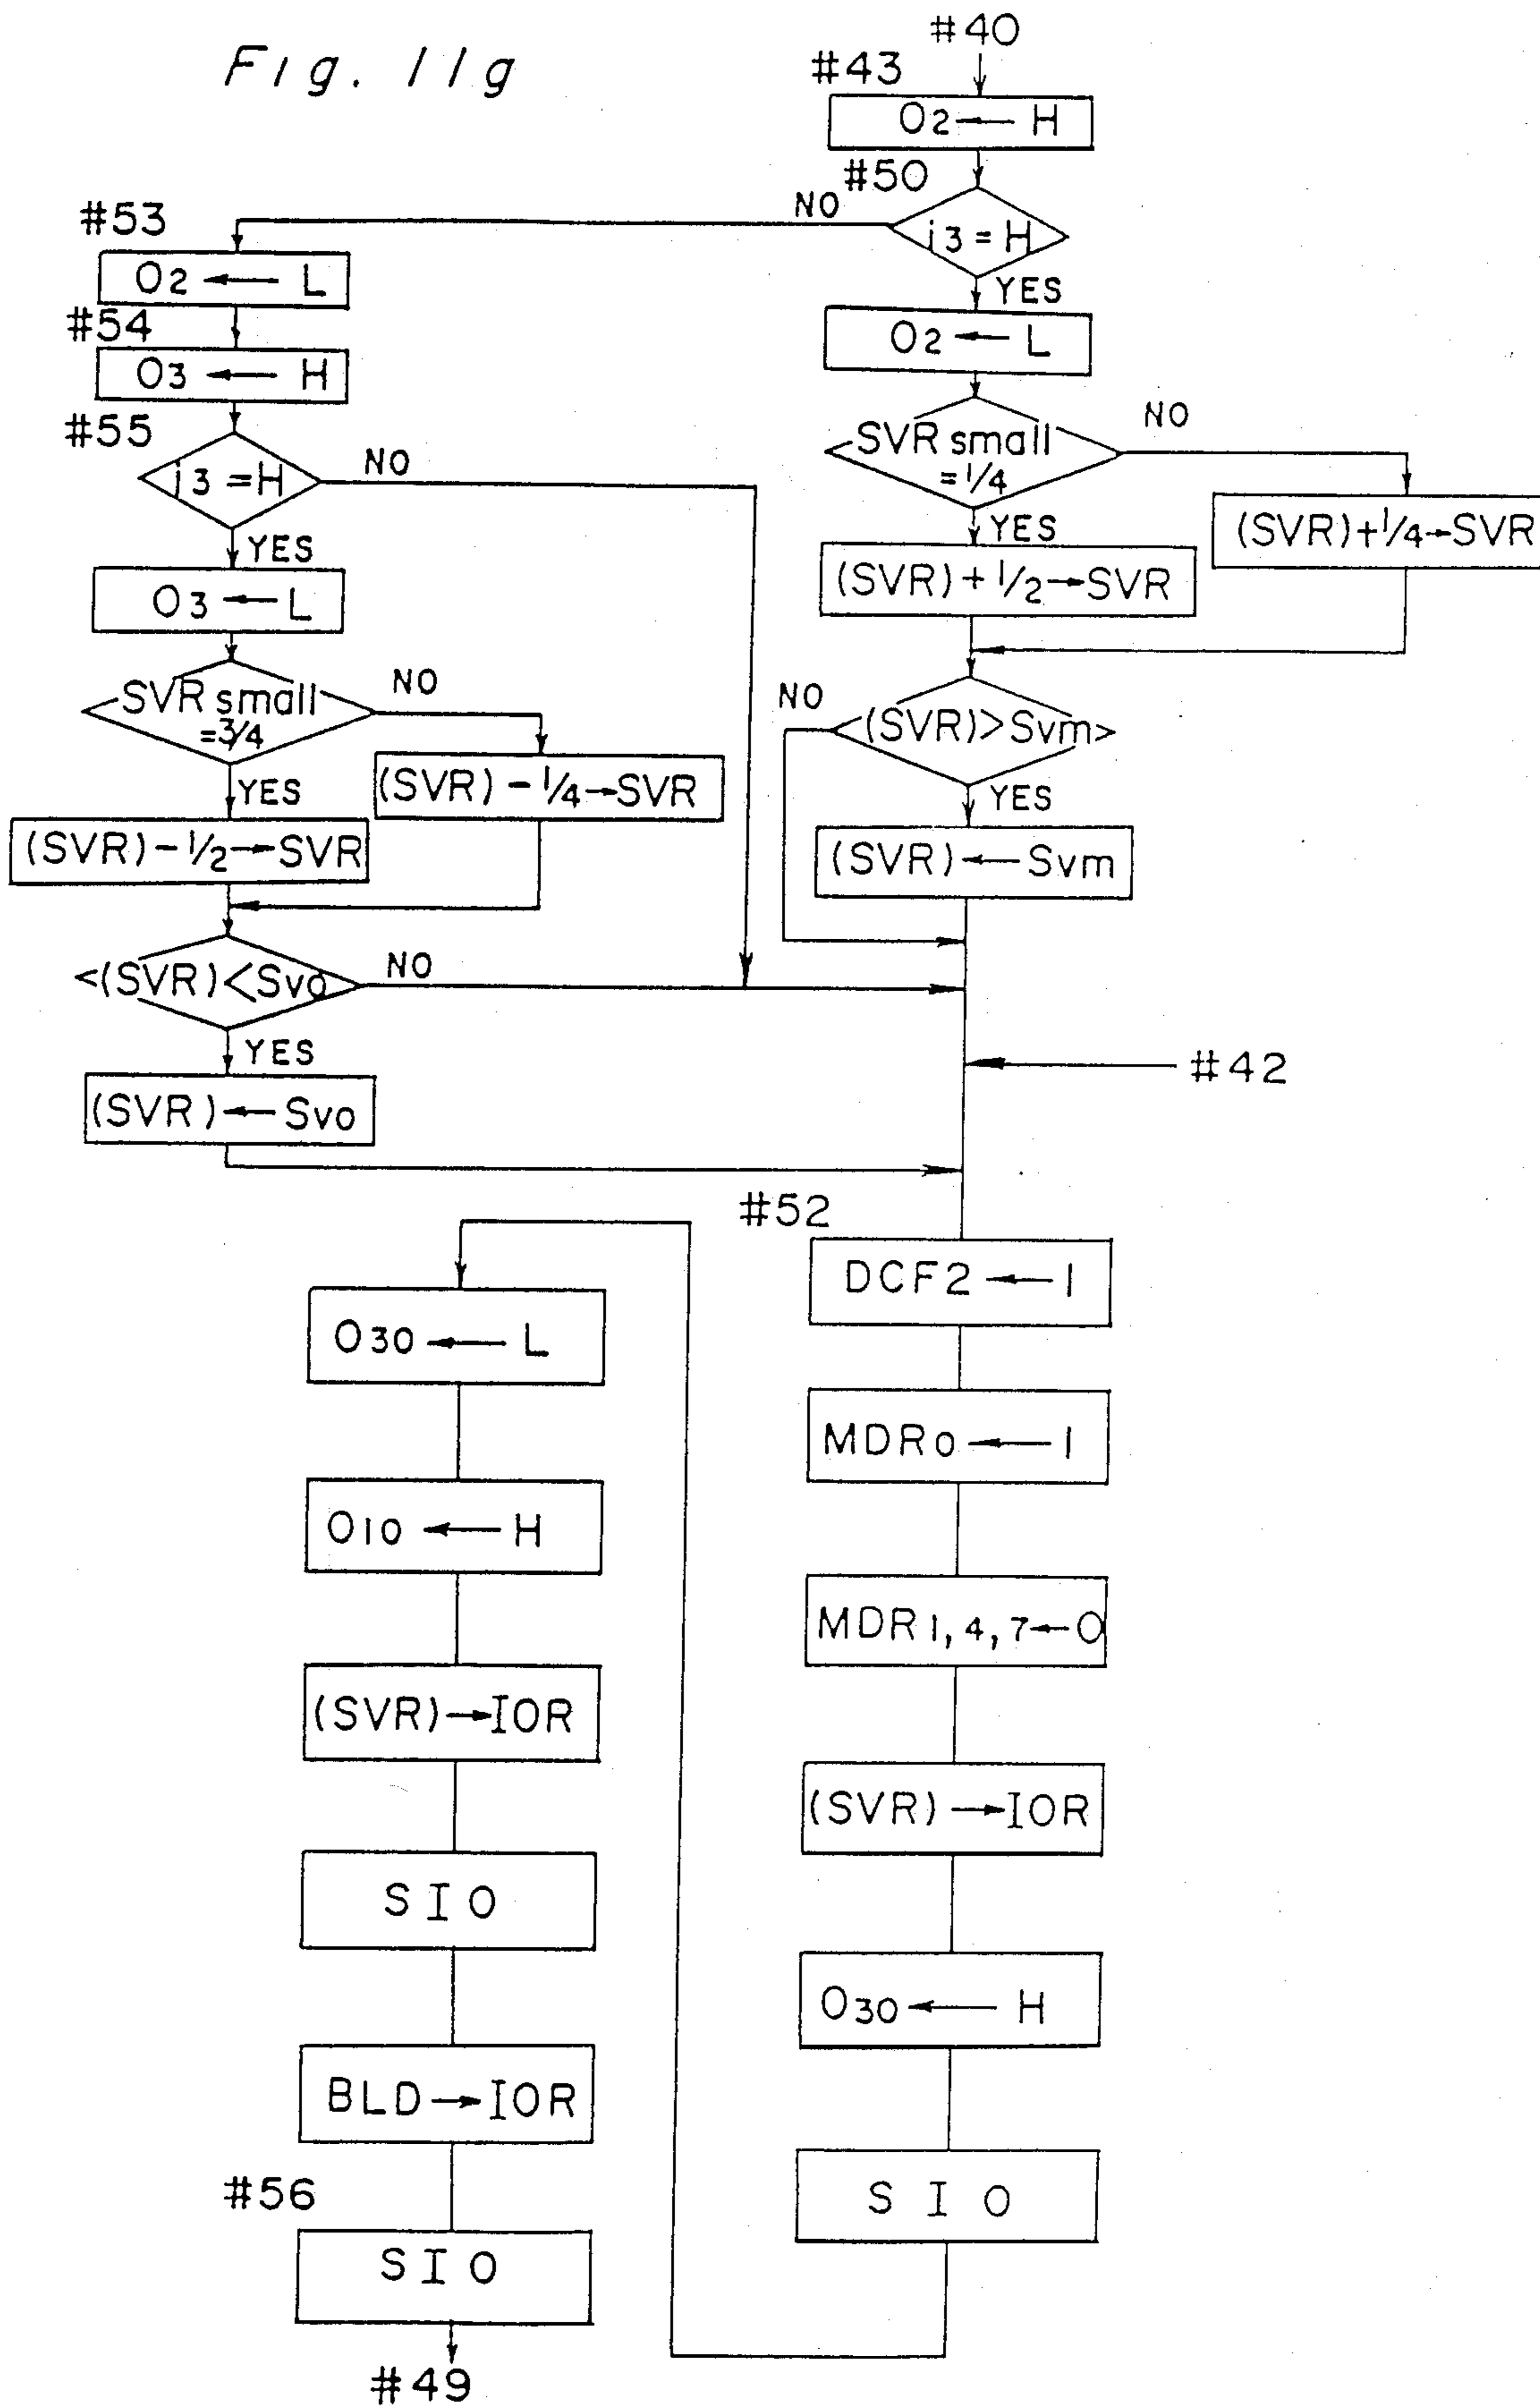 Fig. 11g
#40
#43
O2 ← H
#50
i3 = H
NO
YES
O2 ← L
SVR small
= 1/4
NO
YES
(SVR) + 1/4 → SVR
(SVR) + 1/2 → SVR
(SVR) > Svm
NO
YES
(SVR) ← Svm
#53
O2 ← L
#54
O3 ← H
#55
i3 = H
NO
YES
O3 ← L
SVR small
= 3/4
NO
YES
(SVR) - 1/4 → SVR
(SVR) - 1/2 → SVR
(SVR) < Svo
NO
YES
(SVR) ← Svo
#42
#52
DCF2 ← 1
MDR0 ← 1
MDR1, 4, 7 ← 0
(SVR) → IOR
O30 ← H
SIO
O30 ← L
O10 ← H
(SVR) → IOR
SIO
BLD → IOR
#56
SIO
#49